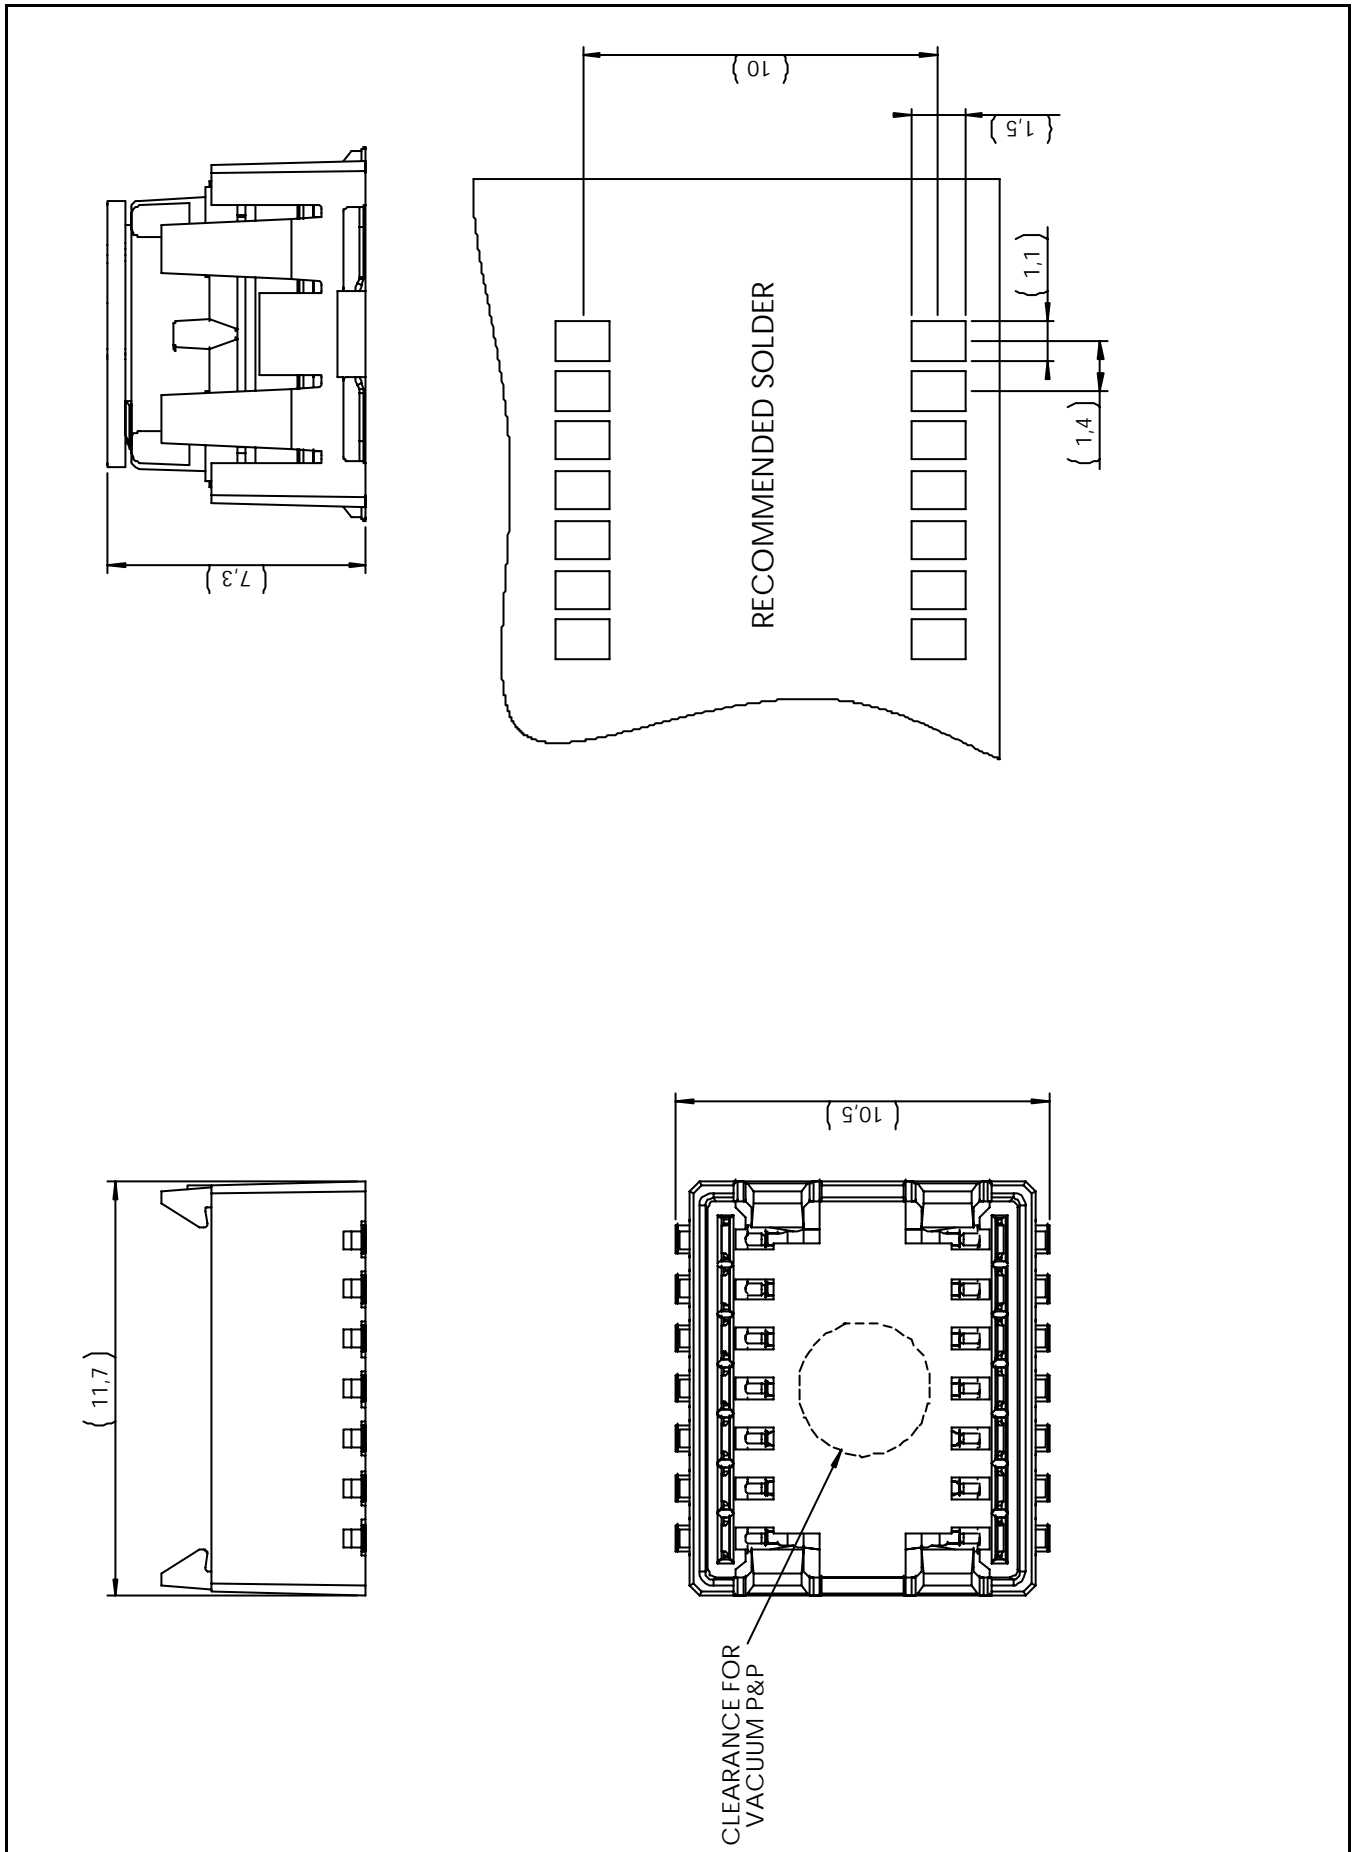 ( 10 )
( 1,5 )
( 1,1 )
( 1,4 )
RECOMMENDED SOLDER
( 7,3 )
( 11,7 )
( 10,5 )
CLEARANCE FOR
VACUUM P&P